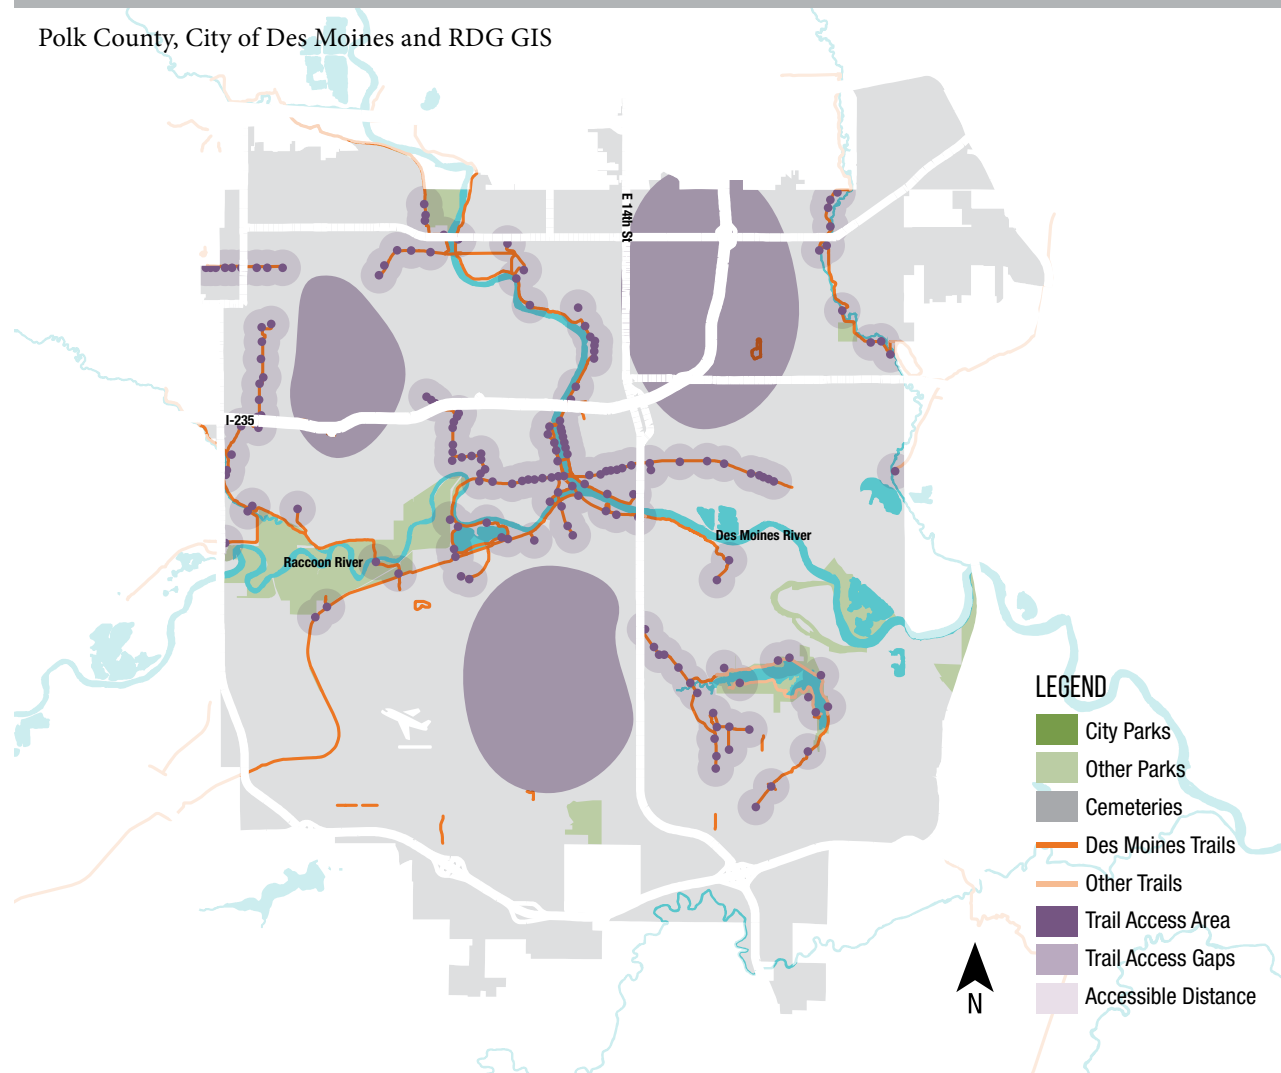 Polk County, City of Des Moines and RDG GIS
E 14th St
I-235
Des Moines River
Raccoon River
LEGEND
City Parks
Other Parks
Cemeteries
Des Moines Trails
Other Trails
Trail Access Area
Trail Access Gaps
Accessible Distance
N